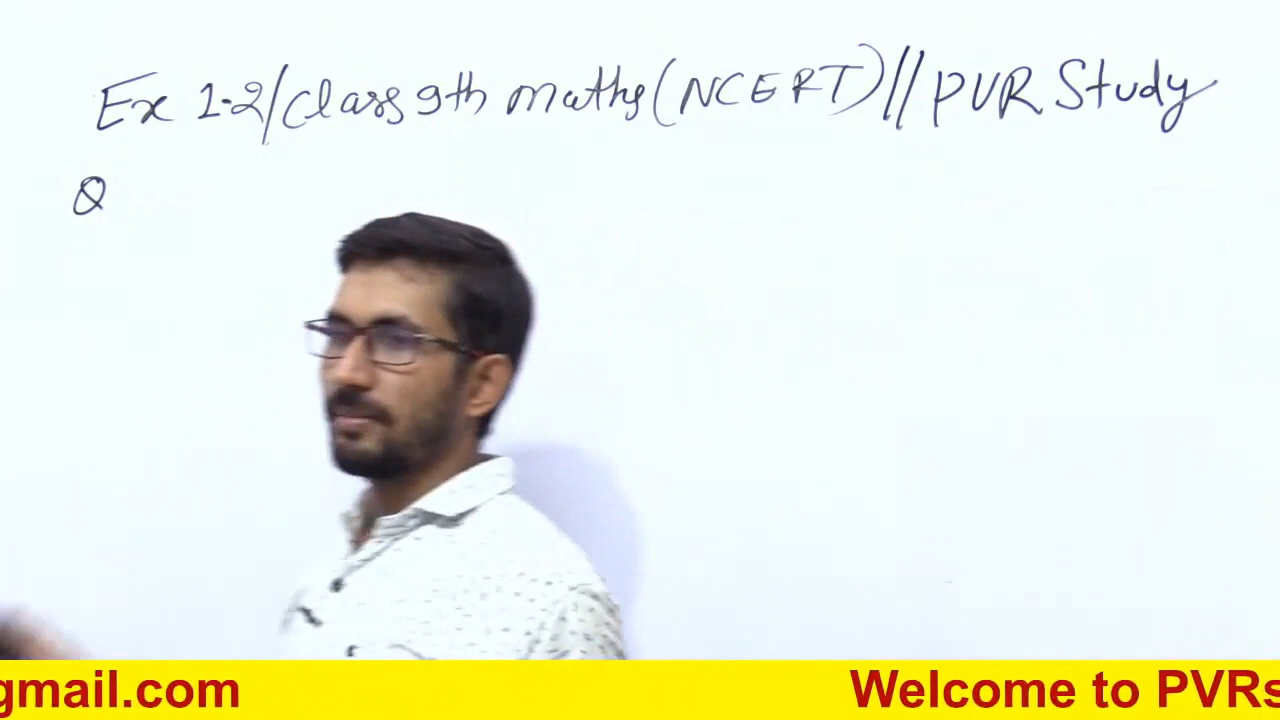 Ex 1.2/Class 9th maths (NCERT)//PVR Study
Q
gmail.com
Welcome to PVRs